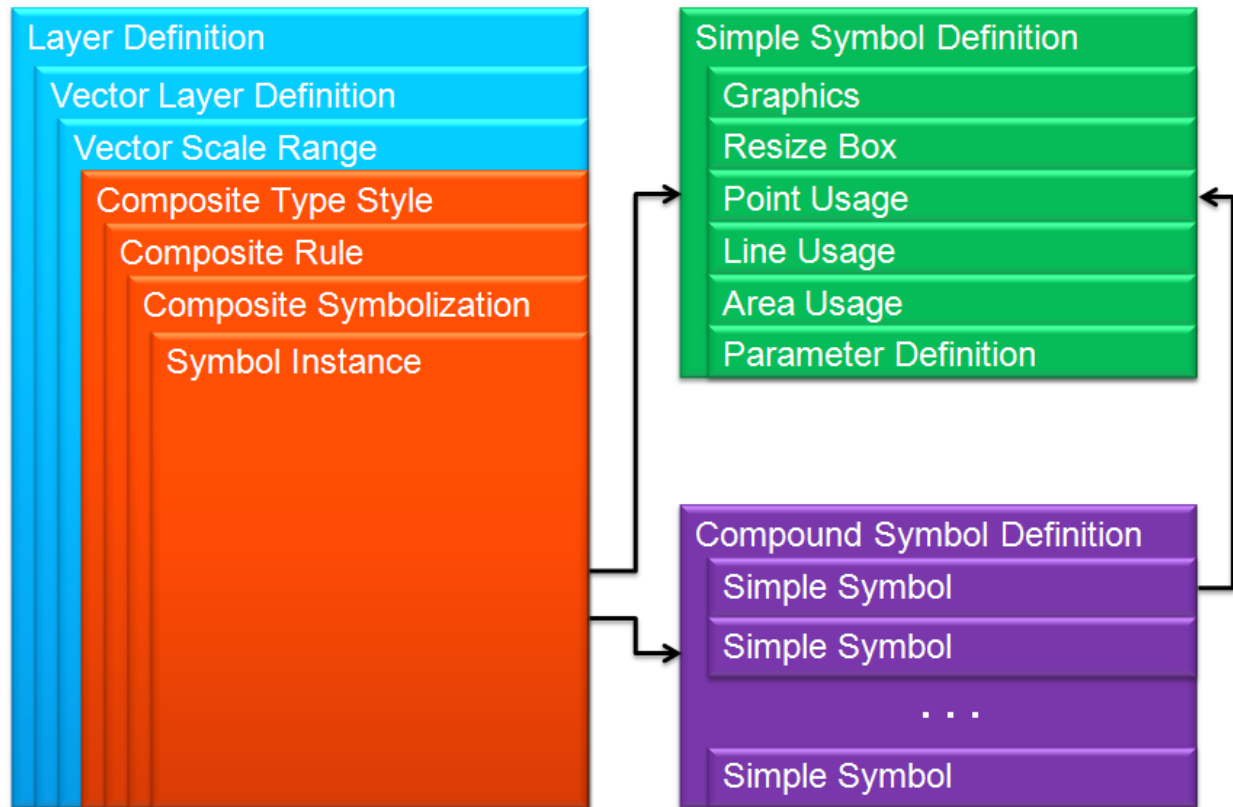 Layer Definition
Vector Layer Definition
Vector Scale Range
Composite Type Style
Composite Rule
Composite Symbolization
Symbol Instance
Simple Symbol Definition
Graphics
Resize Box
Point Usage
Line Usage
Area Usage
Parameter Definition
Compound Symbol Definition
Simple Symbol
Simple Symbol
. . .
Simple Symbol